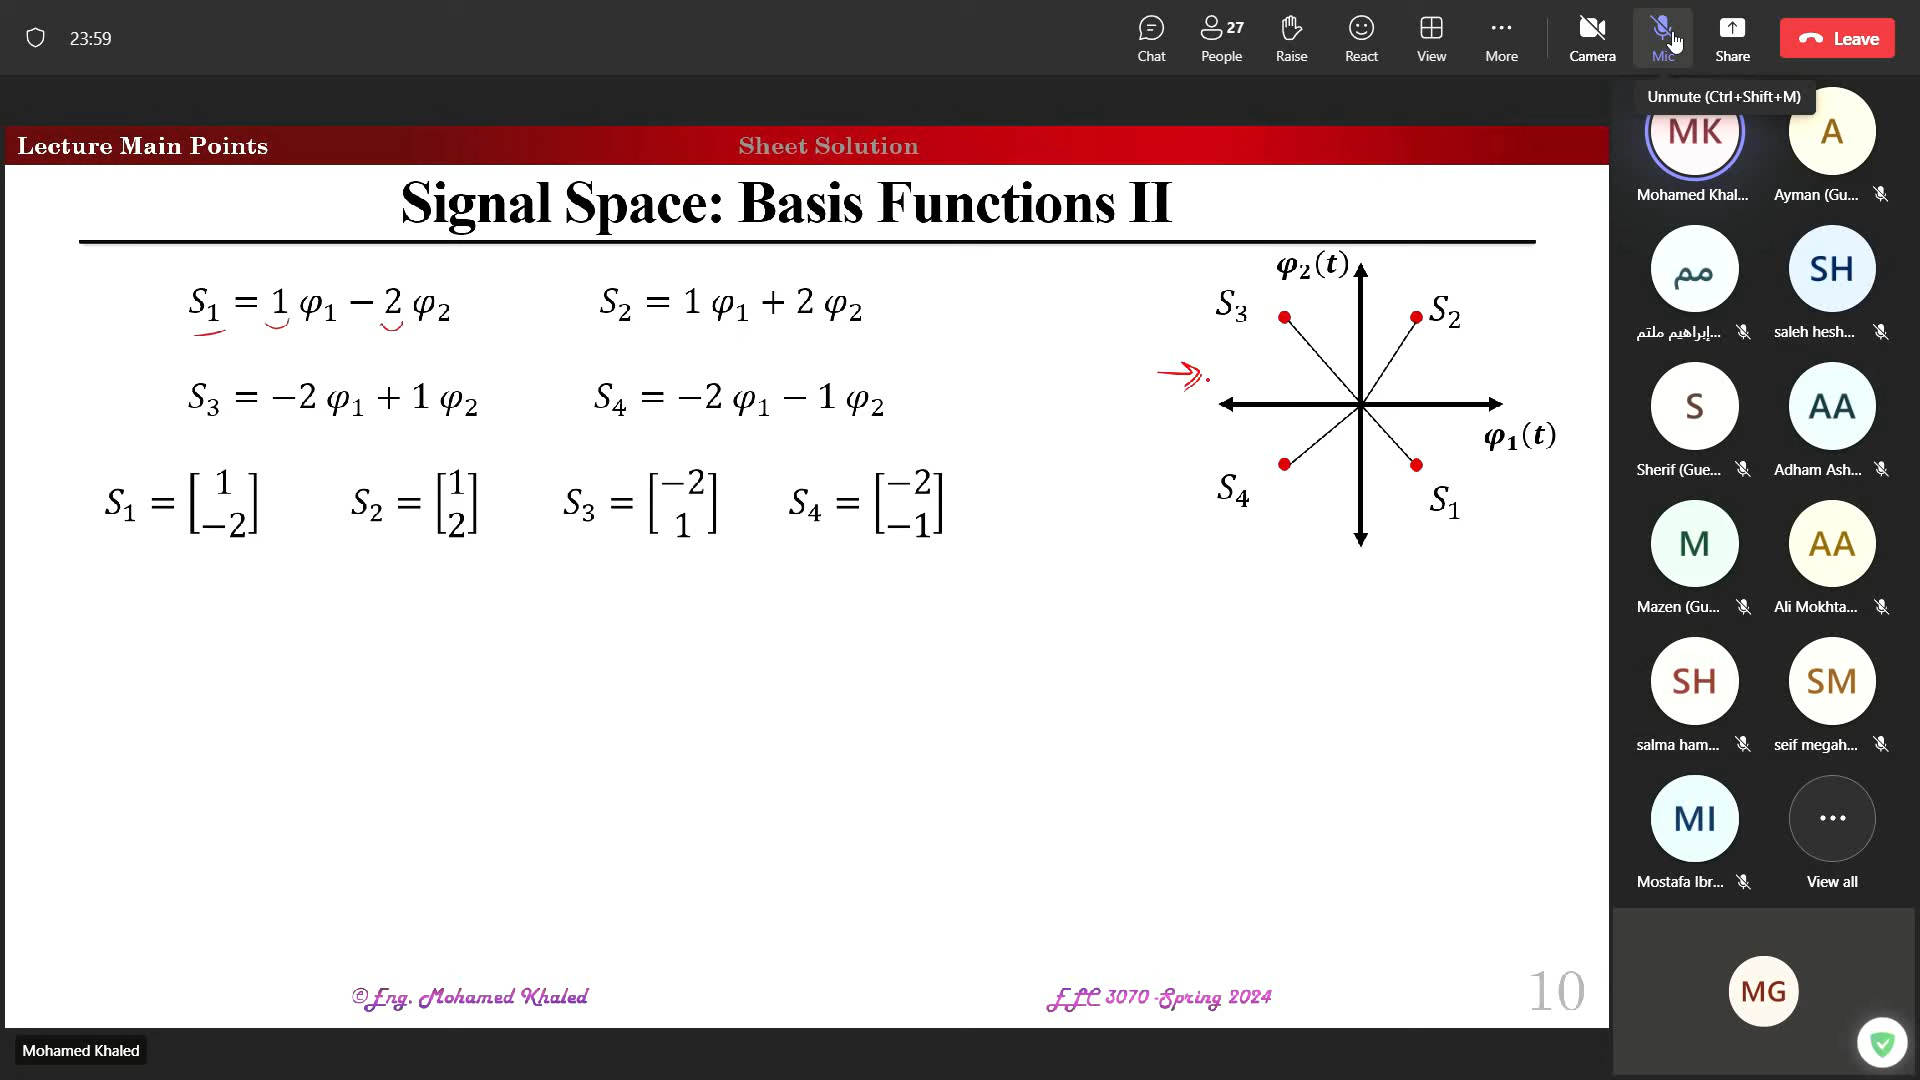 23:59
Chat
27
People
Raise
React
View
More
Camera
Mic
Share
Leave
Unmute (Ctrl+Shift+M)
Lecture Main Points
Sheet Solution
Signal Space: Basis Functions II
S₁ = 1 φ₁ − 2 φ₂
S₂ = 1 φ₁ + 2 φ₂
S₃ = −2 φ₁ + 1 φ₂
S₄ = −2 φ₁ − 1 φ₂
S₁ = [1 −2]
S₂ = [1 2]
S₃ = [−2 1]
S₄ = [−2 −1]
φ₂(t)
S₃
S₂
φ₁(t)
S₄
S₁
©Eng. Mohamed Khaled
ELC 3070 -Spring 2024
10
Mohamed Khaled
MK
Mohamed Khal...
A
Ayman (Gu...
مم
إبراهيم ملتم...
SH
saleh hesh...
S
Sherif (Gue...
AA
Adham Ash...
M
Mazen (Gu...
AA
Ali Mokhta...
SH
salma ham...
SM
seif megah...
MI
Mostafa Ibr...
...
View all
MG